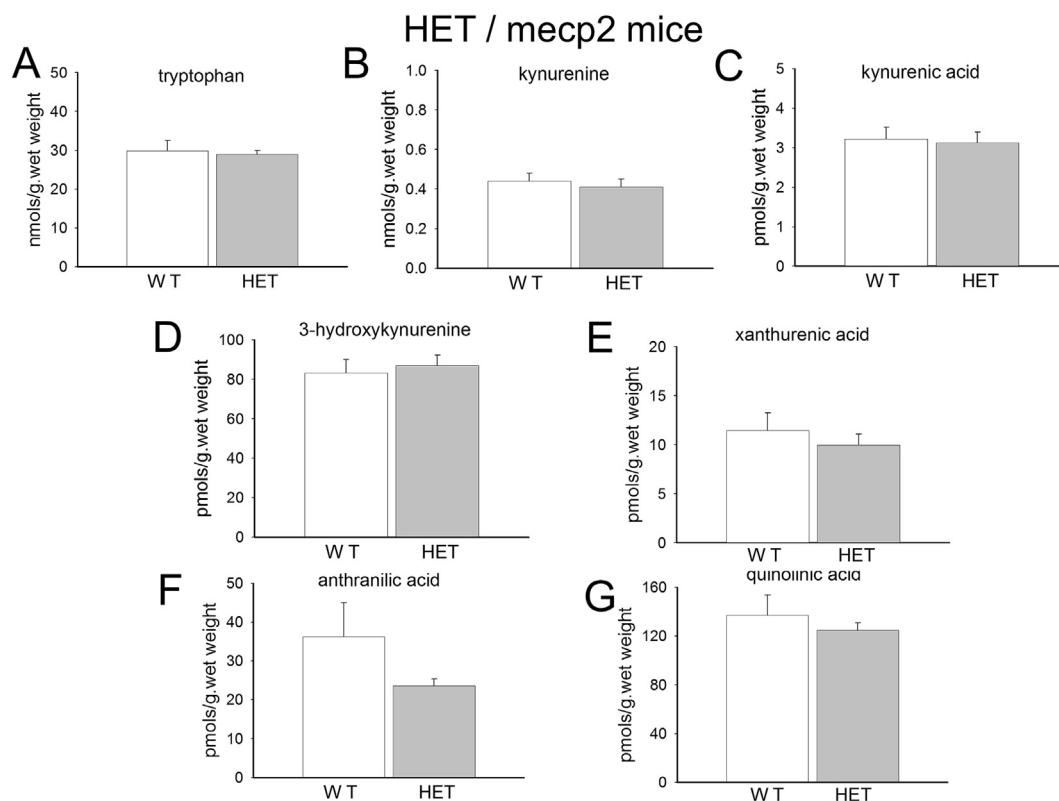 HET / mecp2 mice
A
tryptophan
nmols/g.wet weight
50
40
30
20
10
0
W T
HET
B
kynurenine
nmols/g.wet weight
1.0
0.8
0.6
0.4
0.2
0.0
W T
HET
C
kynurenic acid
pmols/g.wet weight
5
4
3
2
1
0
W T
HET
D
3-hydroxykynurenine
pmols/g.wet weight
100
80
60
40
20
0
W T
HET
E
xanthurenic acid
pmols/g.wet weight
20
15
10
5
0
W T
HET
F
anthranilic acid
pmols/g.wet weight
50
40
30
20
10
0
W T
HET
G
quinolinic acid
pmols/g.wet weight
160
120
80
40
0
W T
HET